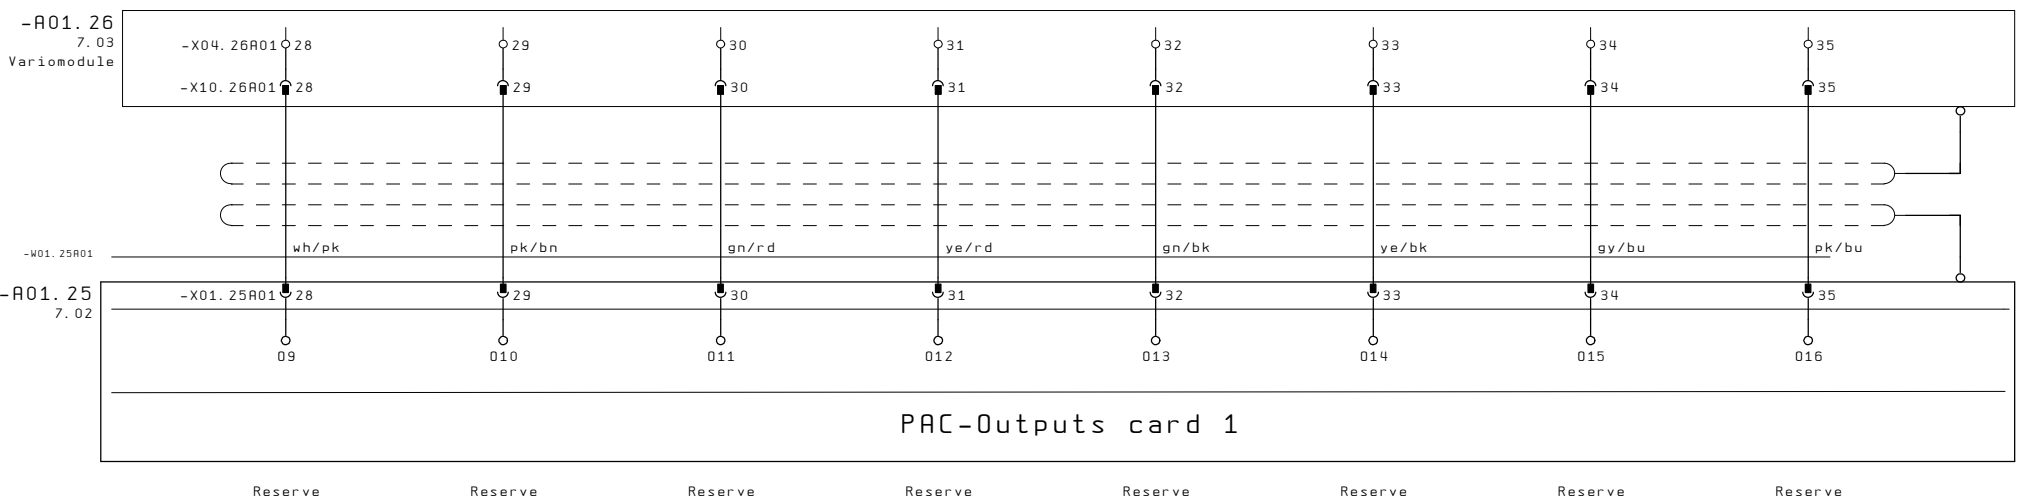 -A01.26
7.03
Variomodule
-X04.26A01 28 29 30 31 32 33 34 35
-X10.26A01 28 29 30 31 32 33 34 35
wh/pk pk/bn gn/rd ye/rd gn/bk ye/bk gy/bu pk/bu
-W01.25A01
-A01.25
7.02
-X01.25A01 28 29 30 31 32 33 34 35
O9 O10 O11 O12 O13 O14 O15 O16
PAC-Outputs card 1
Reserve Reserve Reserve Reserve Reserve Reserve Reserve Reserve